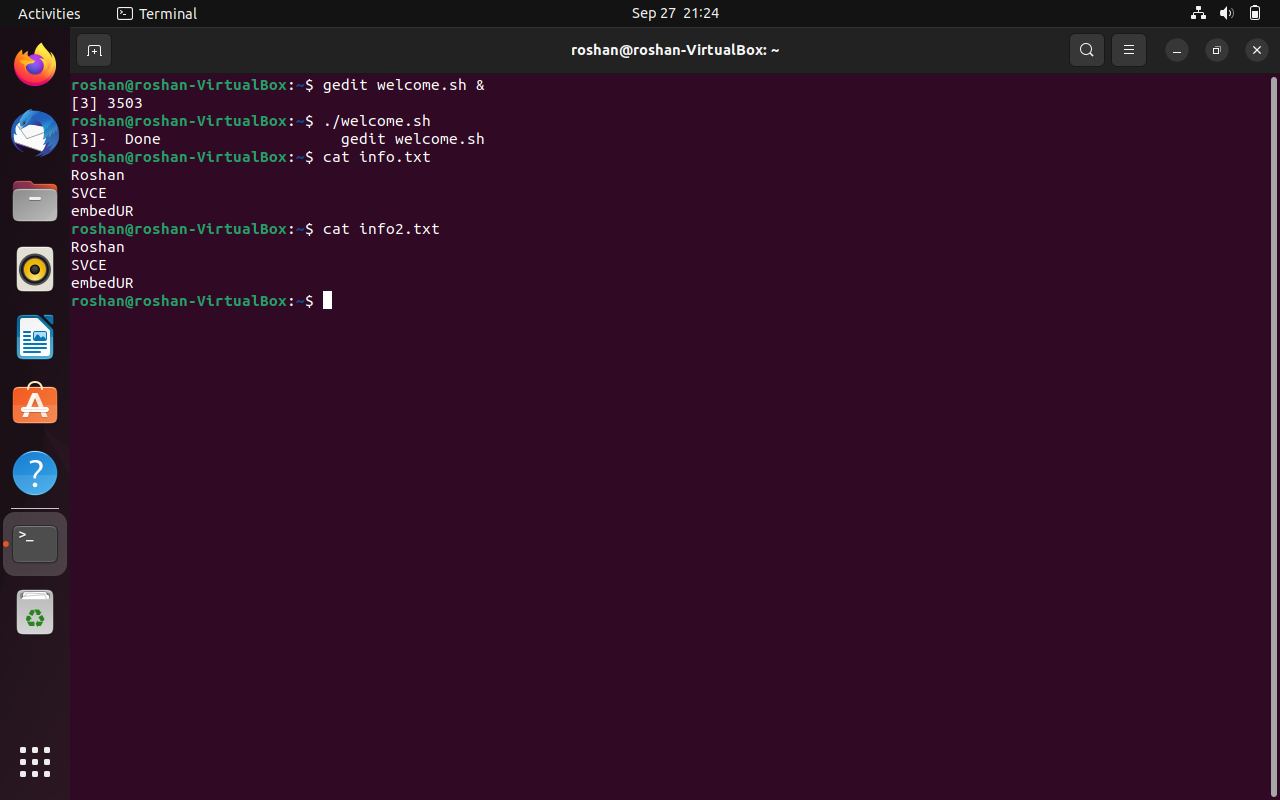 Activities Terminal Sep 27 21:24
roshan@roshan-VirtualBox: ~
roshan@roshan-VirtualBox:~$ gedit welcome.sh &
[3] 3503
roshan@roshan-VirtualBox:~$ ./welcome.sh
[3]-  Done                    gedit welcome.sh
roshan@roshan-VirtualBox:~$ cat info.txt
Roshan
SVCE
embedUR
roshan@roshan-VirtualBox:~$ cat info2.txt
Roshan
SVCE
embedUR
roshan@roshan-VirtualBox:~$